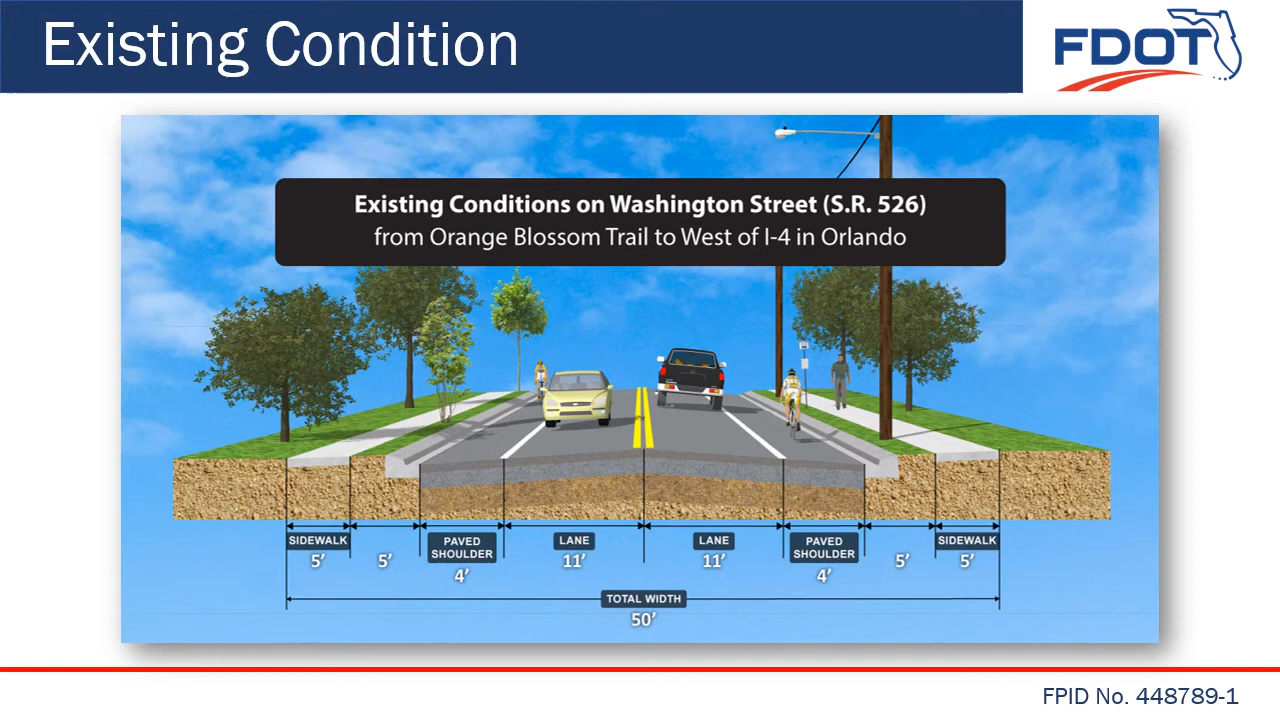 Existing Condition
FDOT
Existing Conditions on Washington Street (S.R. 526)
from Orange Blossom Trail to West of I-4 in Orlando
SIDEWALK
5'
5'
PAVED
SHOULDER
4'
LANE
11'
LANE
11'
PAVED
SHOULDER
4'
5'
SIDEWALK
5'
TOTAL WIDTH
50'
FPID No. 448789-1